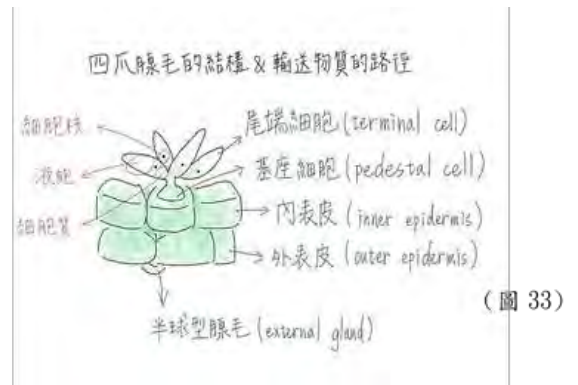 四爪腺毛的結構 & 輸送物質的路徑
細胞核
液胞
細胞質
尾端細胞 (terminal cell)
基座細胞 (pedestal cell)
內表皮 (inner epidermis)
外表皮 (outer epidermis)
半球型腺毛 (external gland)
(圖 33)